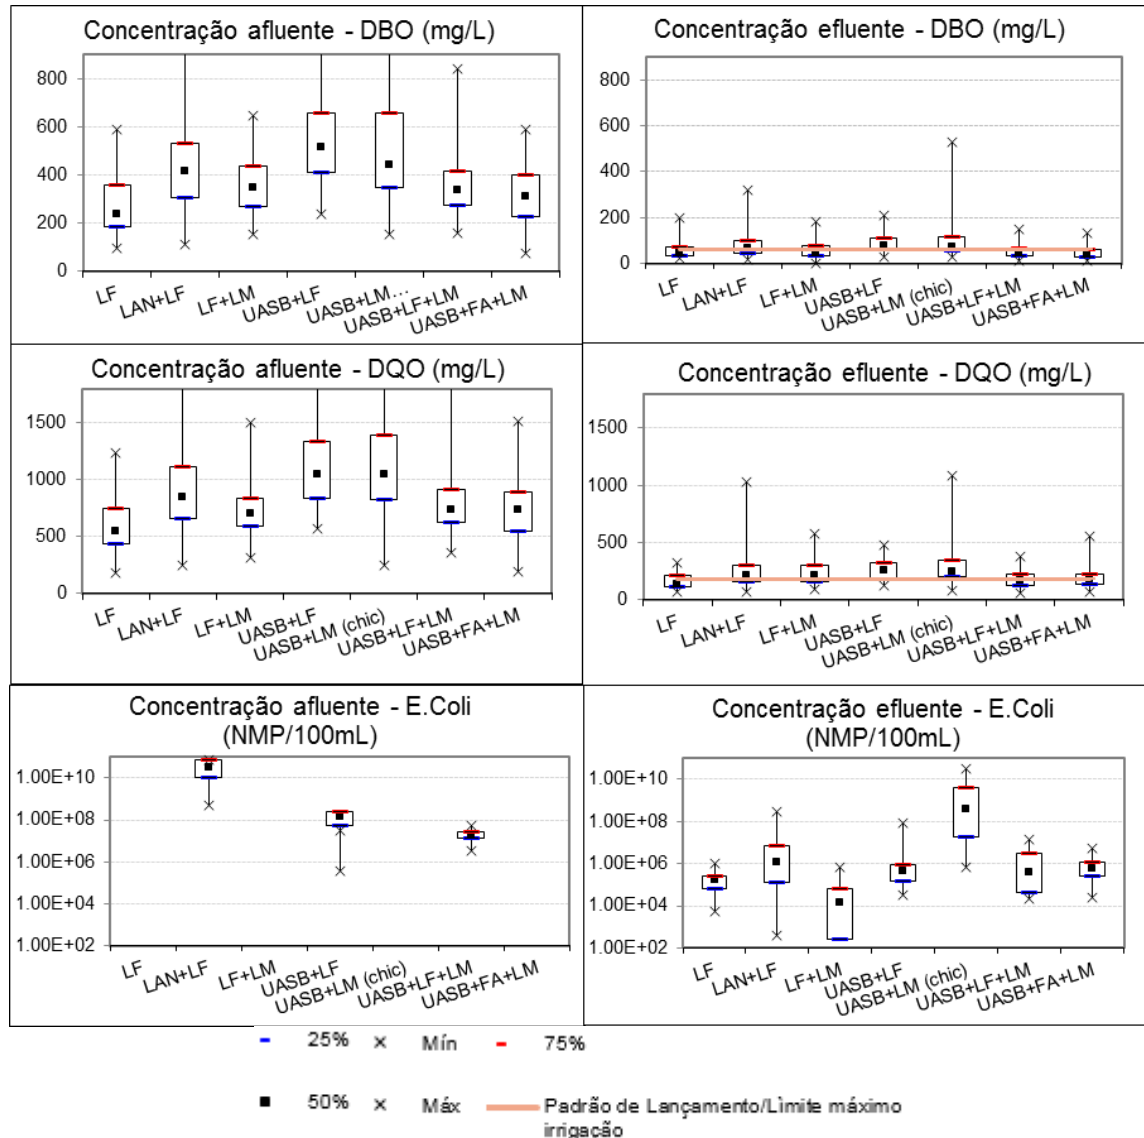 Concentração afluente - DBO (mg/L)
800
600
400
200
0
LF
LAN+LF
LF+LM
UASB+LF
UASB+LM...
UASB+LF+LM
UASB+FA+LM
Concentração efluente - DBO (mg/L)
800
600
400
200
0
LF
LAN+LF
LF+LM
UASB+LF
UASB+LM (chic)
UASB+LF+LM
UASB+FA+LM
Concentração afluente - DQO (mg/L)
1500
1000
500
0
LF
LAN+LF
LF+LM
UASB+LF
UASB+LM (chic)
UASB+LF+LM
UASB+FA+LM
Concentração efluente - DQO (mg/L)
1500
1000
500
0
LF
LAN+LF
LF+LM
UASB+LF
UASB+LM (chic)
UASB+LF+LM
UASB+FA+LM
Concentração afluente - E.Coli
(NMP/100mL)
1.00E+10
1.00E+08
1.00E+06
1.00E+04
1.00E+02
LF
LAN+LF
LF+LM
UASB+LF
UASB+LM (chic)
UASB+LF+LM
UASB+FA+LM
Concentração efluente - E.Coli
(NMP/100mL)
1.00E+10
1.00E+08
1.00E+06
1.00E+04
1.00E+02
LF
LAN+LF
LF+LM
UASB+LF
UASB+LM (chic)
UASB+LF+LM
UASB+FA+LM
25% Mín 75%
50% Máx Padrão de Lançamento/Lìmite máximo
irrigação